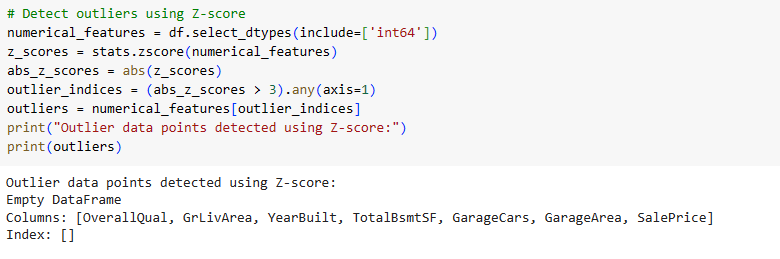 # Detect outliers using Z-score
numerical_features = df.select_dtypes(include=['int64'])
z_scores = stats.zscore(numerical_features)
abs_z_scores = abs(z_scores)
outlier_indices = (abs_z_scores > 3).any(axis=1)
outliers = numerical_features[outlier_indices]
print("Outlier data points detected using Z-score:")
print(outliers)
Outlier data points detected using Z-score:
Empty DataFrame
Columns: [OverallQual, GrLivArea, YearBuilt, TotalBsmtSF, GarageCars, GarageArea, SalePrice]
Index: []